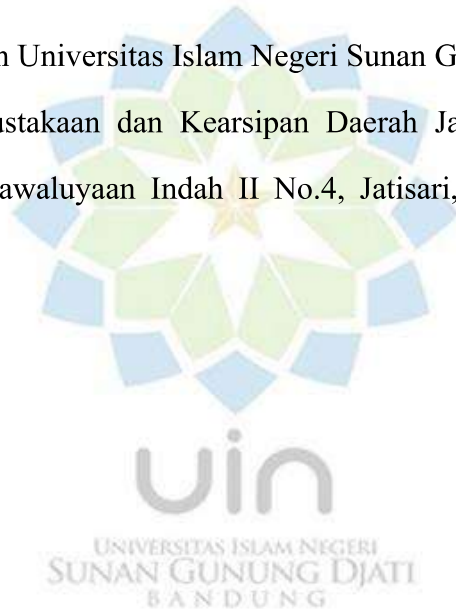 n Universitas Islam Negeri Sunan G
ustakaan dan Kearsipan Daerah Ja
awaluyaan Indah II No.4, Jatisari,
uin
UNIVERSITAS ISLAM NEGERI
SUNAN GUNUNG DJATI
BANDUNG